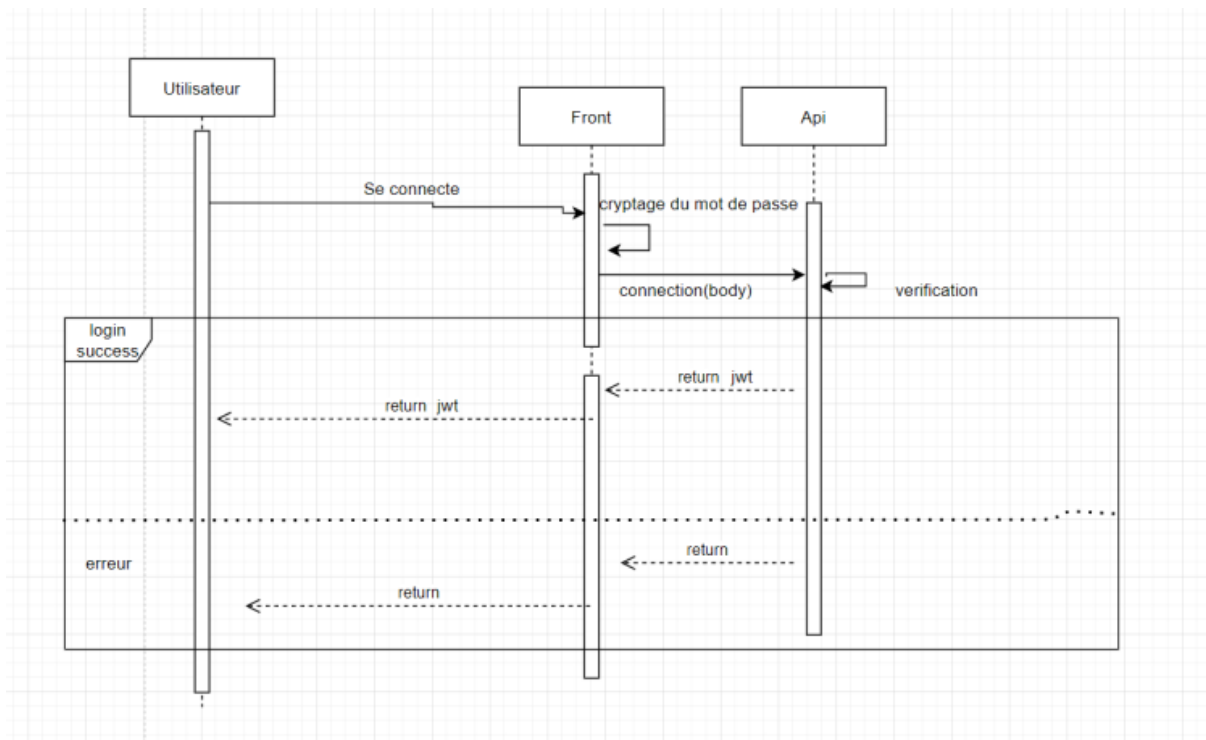 Utilisateur
Front
Api
Se connecte
cryptage du mot de passe
connection(body)
verification
login
success
return jwt
return jwt
return
erreur
return